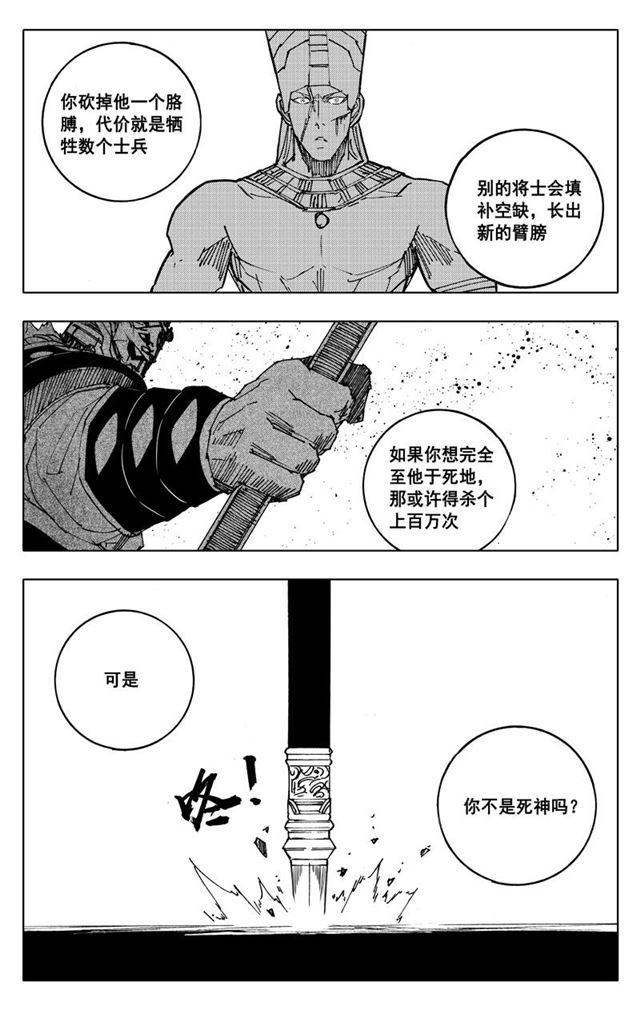 你砍掉他一个胳
膊，代价就是牺
牲数个士兵
别的将士会填
补空缺，长出
新的臂膀
如果你想完全
至他于死地，
那或许得杀个
上百万次
可是
咚！
你不是死神吗？